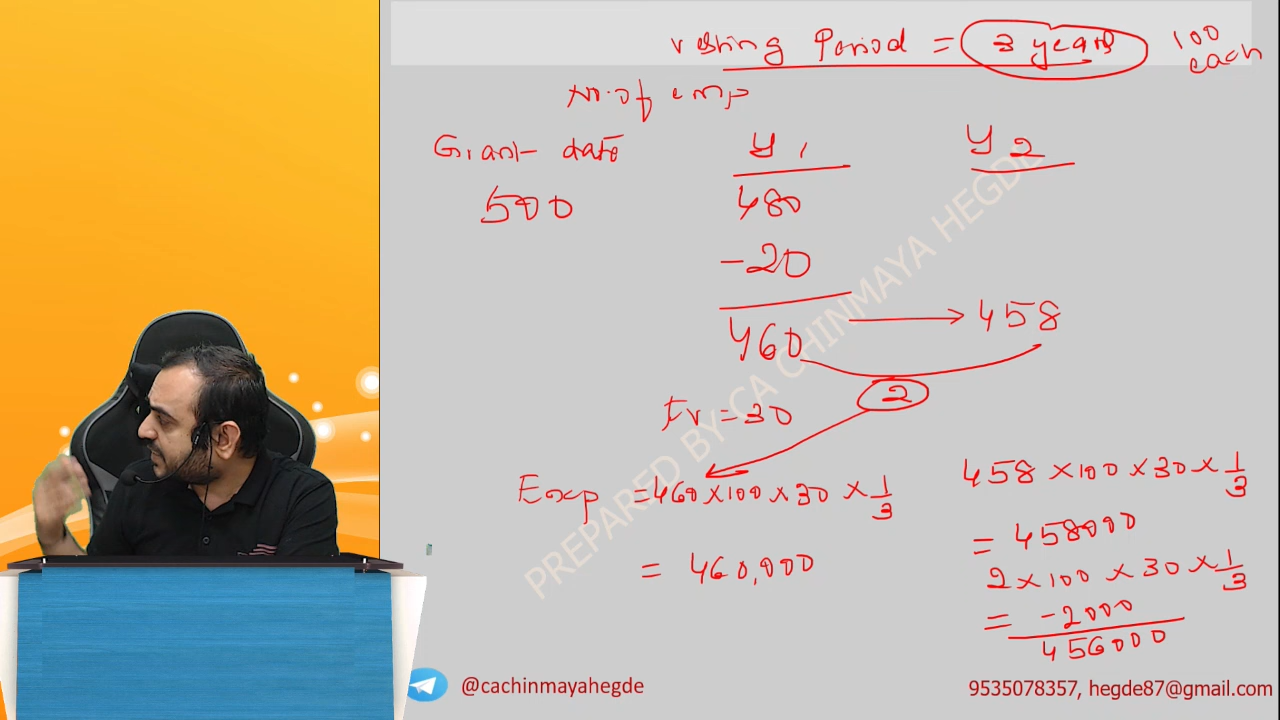 vesting Period = 3 years 100 each
No. of emp
Grant date Y1 Y2
500 480
-20
460 → 458
2
FV = 30
Exp = 460 × 100 × 30 × 1/3
= 460,000
458 × 100 × 30 × 1/3
= 458000
2 × 100 × 30 × 1/3
= -2000
456000
PREPARED BY CA CHINMAYA HEGDE
@cachinmayahegde
9535078357, hegde87@gmail.com